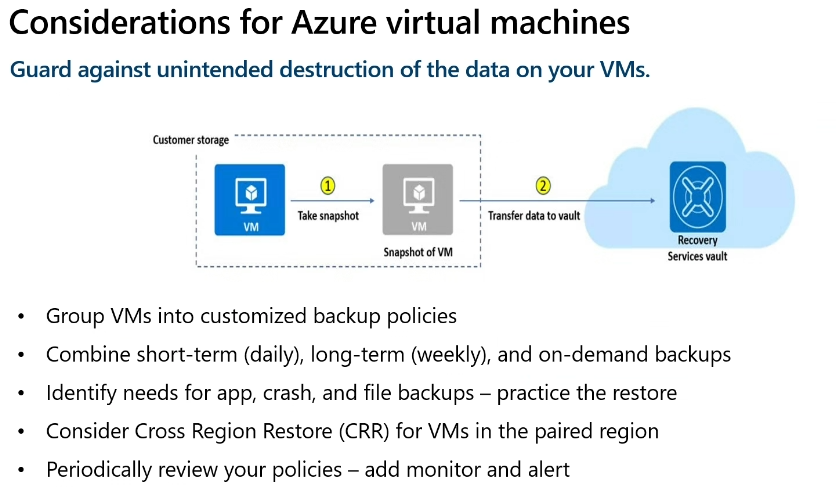 Considerations for Azure virtual machines
Guard against unintended destruction of the data on your VMs.
Customer storage
1
2
VM
Take snapshot
VM
Transfer data to vault
Snapshot of VM
Recovery
Services vault
• Group VMs into customized backup policies
• Combine short-term (daily), long-term (weekly), and on-demand backups
• Identify needs for app, crash, and file backups – practice the restore
• Consider Cross Region Restore (CRR) for VMs in the paired region
• Periodically review your policies – add monitor and alert